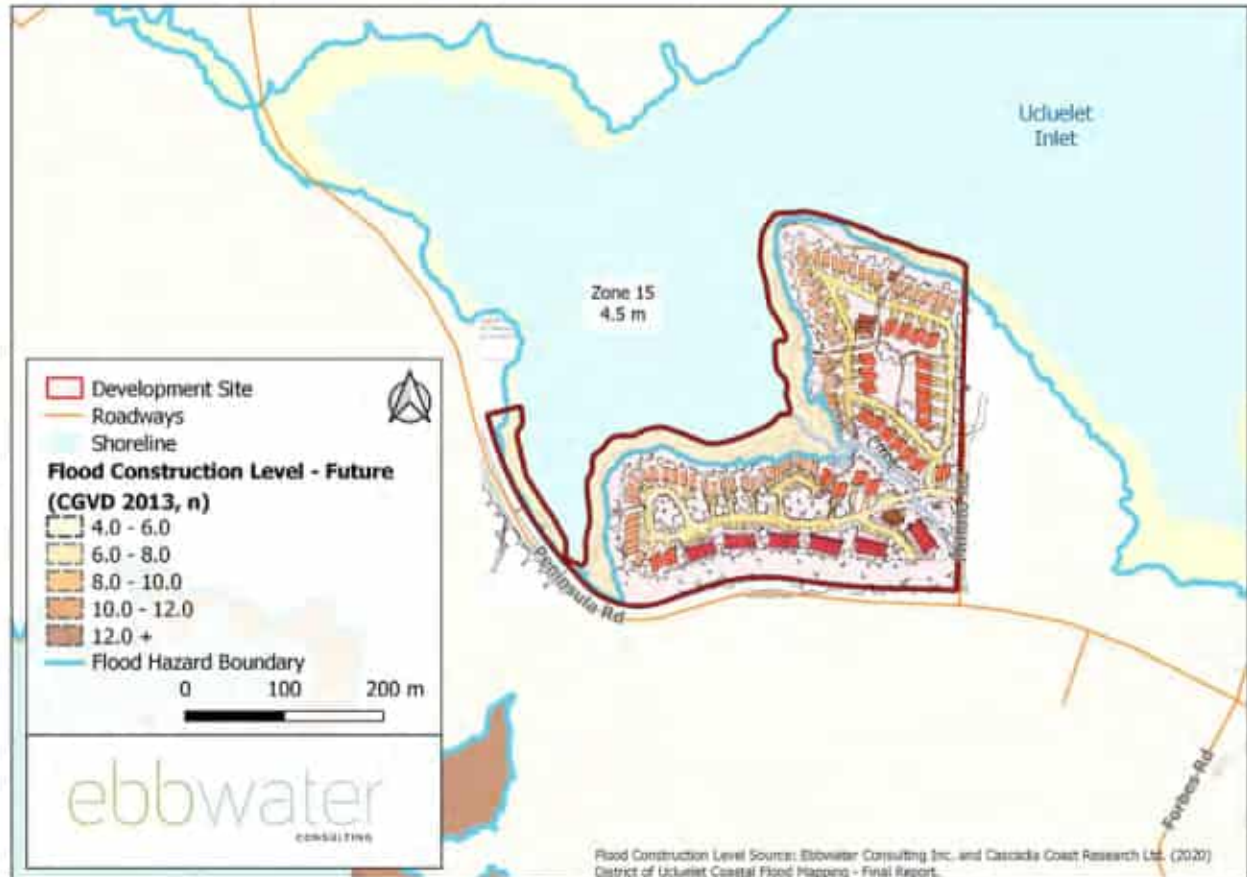 Ucluelet
Inlet
Zone 15
4.5 m
Development Site
Roadways
Shoreline
Flood Construction Level - Future
(CGVD 2013, n)
4.0 - 6.0
6.0 - 8.0
8.0 - 10.0
10.0 - 12.0
12.0 +
Flood Hazard Boundary
0 100 200 m
ebbwater
CONSULTING
Peninsula Rd
Forbes Rd
Flood Construction Level Source: Ebbwater Consulting Inc. and Cascadia Coast Research Ltd. (2020)
District of Ucluelet Coastal Flood Mapping - Final Report.